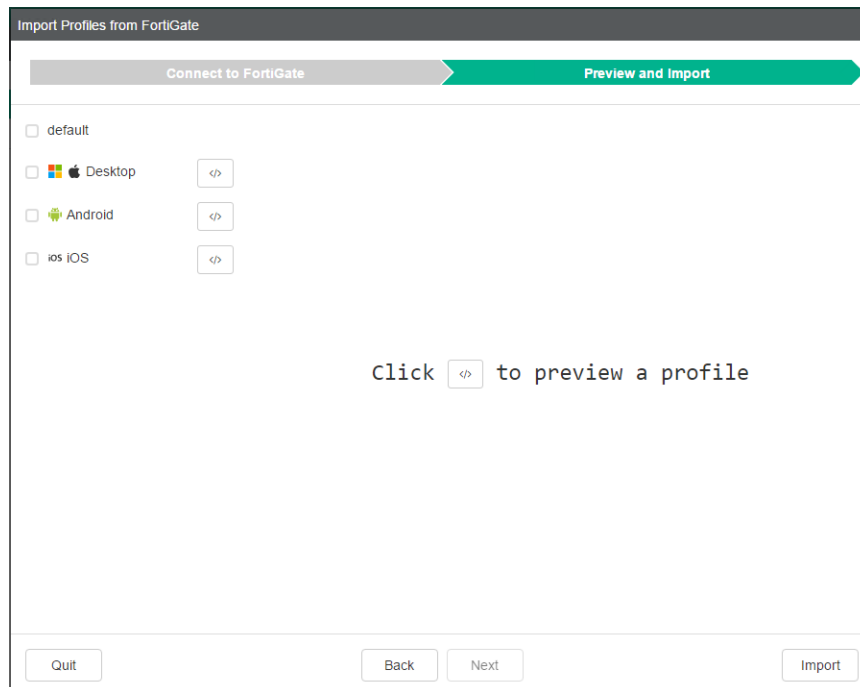 Import Profiles from FortiGate
Connect to FortiGate Preview and Import
default
Desktop </>
Android </>
iOS iOS </>
Click </> to preview a profile
Quit Back Next Import